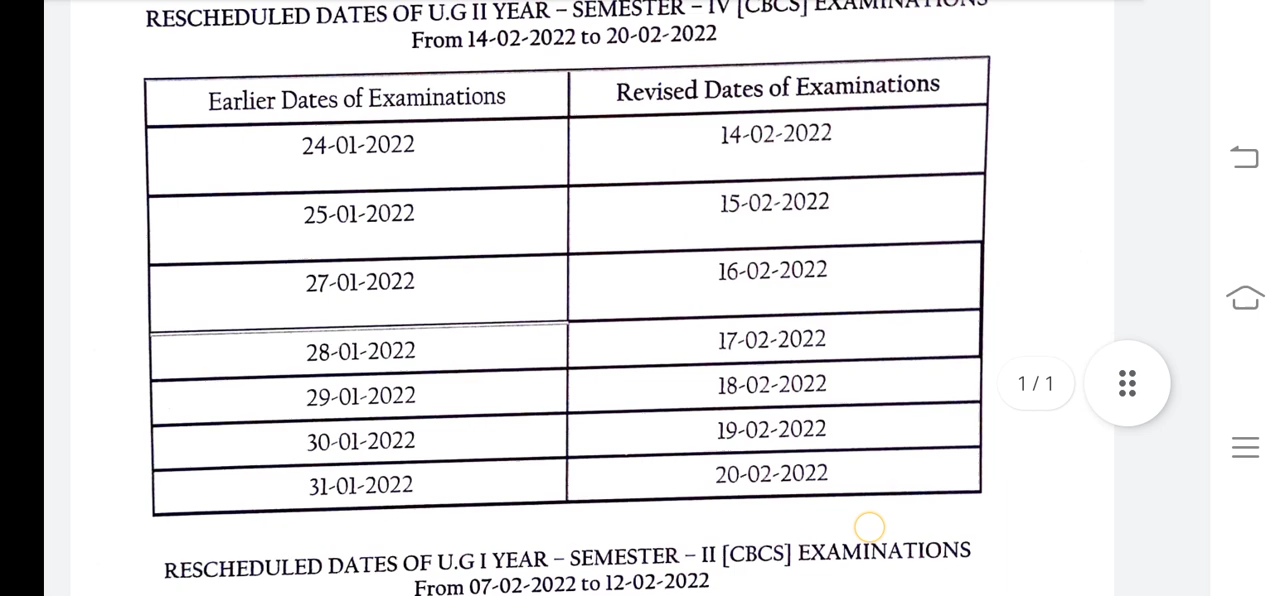 RESCHEDULED DATES OF U.G II YEAR – SEMESTER – IV [CBCS] EXAMINATIONS
From 14-02-2022 to 20-02-2022
Earlier Dates of Examinations Revised Dates of Examinations
24-01-2022 14-02-2022
25-01-2022 15-02-2022
27-01-2022 16-02-2022
28-01-2022 17-02-2022
29-01-2022 18-02-2022
30-01-2022 19-02-2022
31-01-2022 20-02-2022
1 / 1
RESCHEDULED DATES OF U.G I YEAR – SEMESTER – II [CBCS] EXAMINATIONS
From 07-02-2022 to 12-02-2022